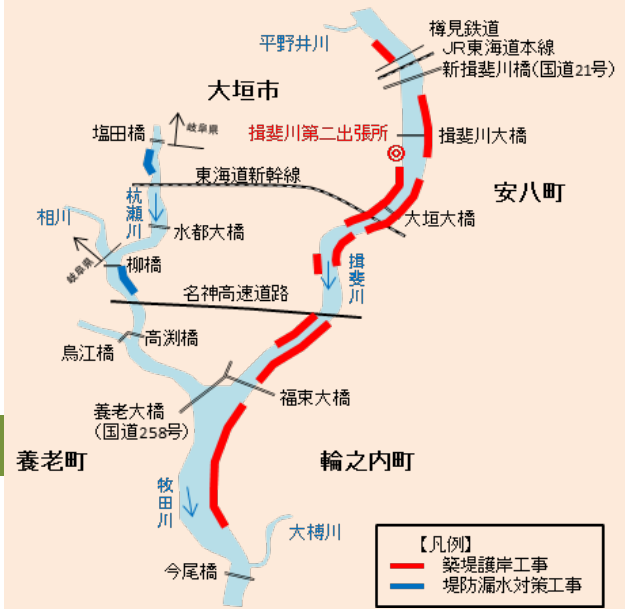 樽見鉄道
平野井川
JR東海道本線
新揖斐川橋(国道21号)
大垣市
岐阜県
塩田橋
揖斐川第二出張所
揖斐川大橋
東海道新幹線
安八町
杭瀬川
相川
水都大橋
大垣大橋
岐阜県
柳橋
揖斐川
名神高速道路
高渕橋
烏江橋
福東大橋
養老大橋
(国道258号)
養老町
輪之内町
牧田川
大榑川
今尾橋
【凡例】
築堤護岸工事
堤防漏水対策工事